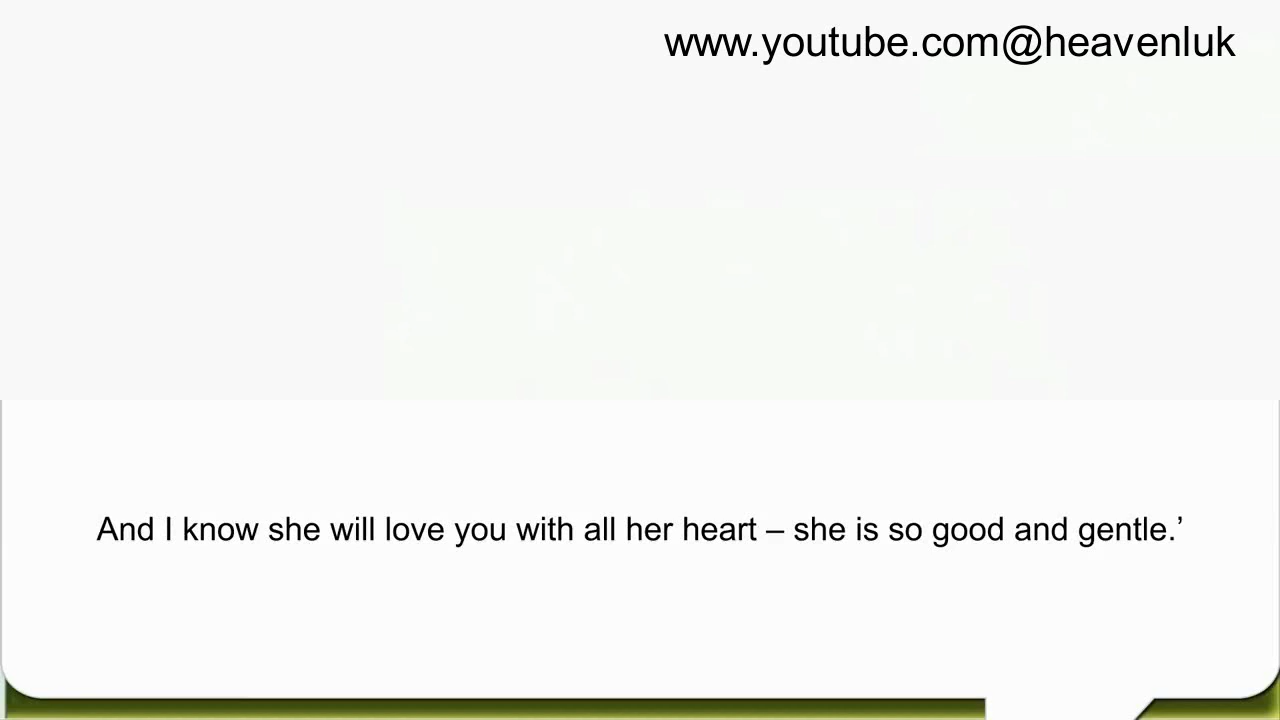 www.youtube.com@heavenluk
And I know she will love you with all her heart – she is so good and gentle.’